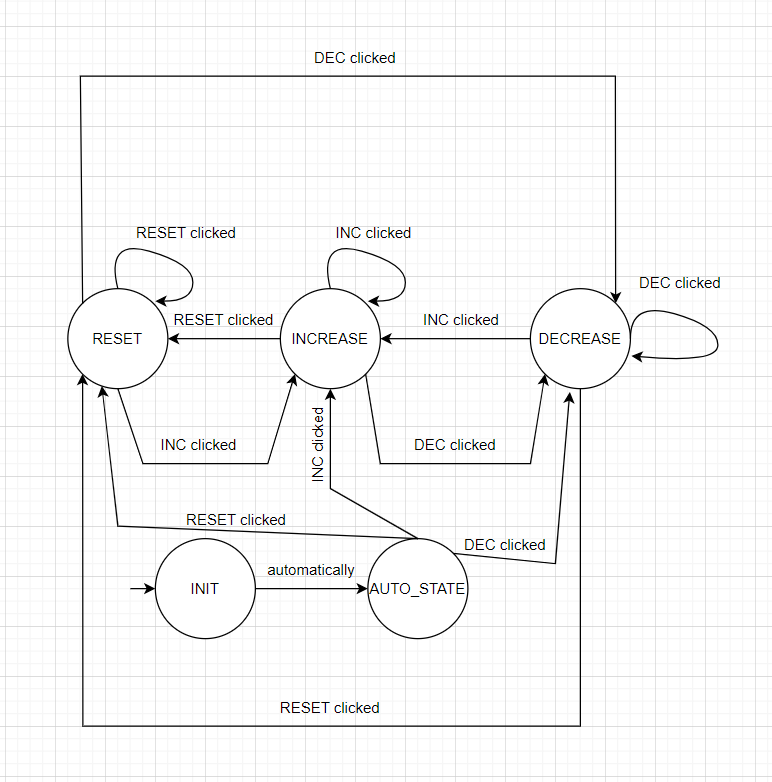 DEC clicked
RESET clicked
INC clicked
DEC clicked
RESET clicked
INC clicked
RESET
INCREASE
DECREASE
INC clicked
INC clicked
DEC clicked
RESET clicked
DEC clicked
automatically
INIT
AUTO_STATE
RESET clicked